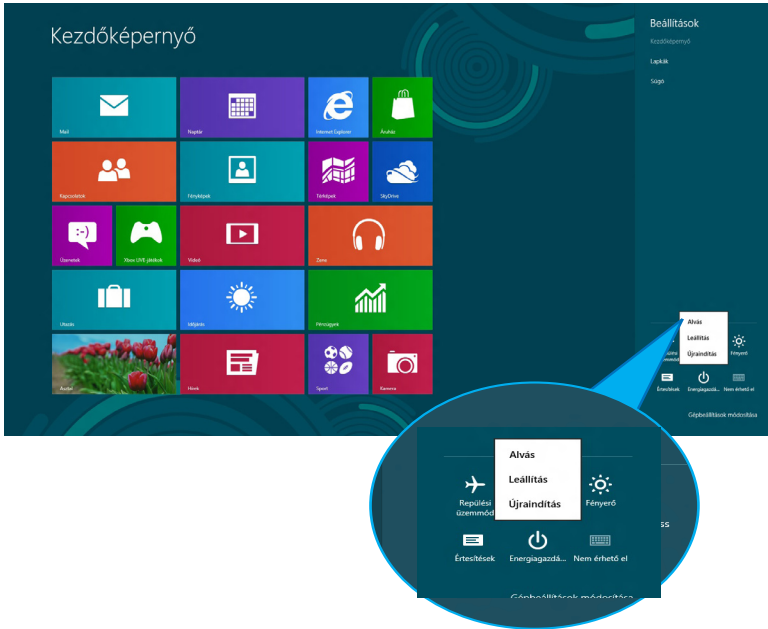 Kezdőképernyő
Mail
Naptár
Internet Explorer
Áruház
Kapcsolatok
Fényképek
Térképek
SkyDrive
Üzenetek
Xbox LIVE játékok
Videó
Zene
Utazás
Időjárás
Pénzügyek
Asztal
Hírek
Sport
Kamera
Beállítások
Kezdőképernyő
Lapkák
Súgó
Alvás
Leállítás
Újraindítás
Fényerő
Értesítések
Energiagazdá...
Nem érhető el
Gépbeállítások módosítása
Alvás
Leállítás
Újraindítás
Repülési
üzemmód
Fényerő
ss
Értesítések
Energiagazdá...
Nem érhető el
Gépbeállítások módosítása